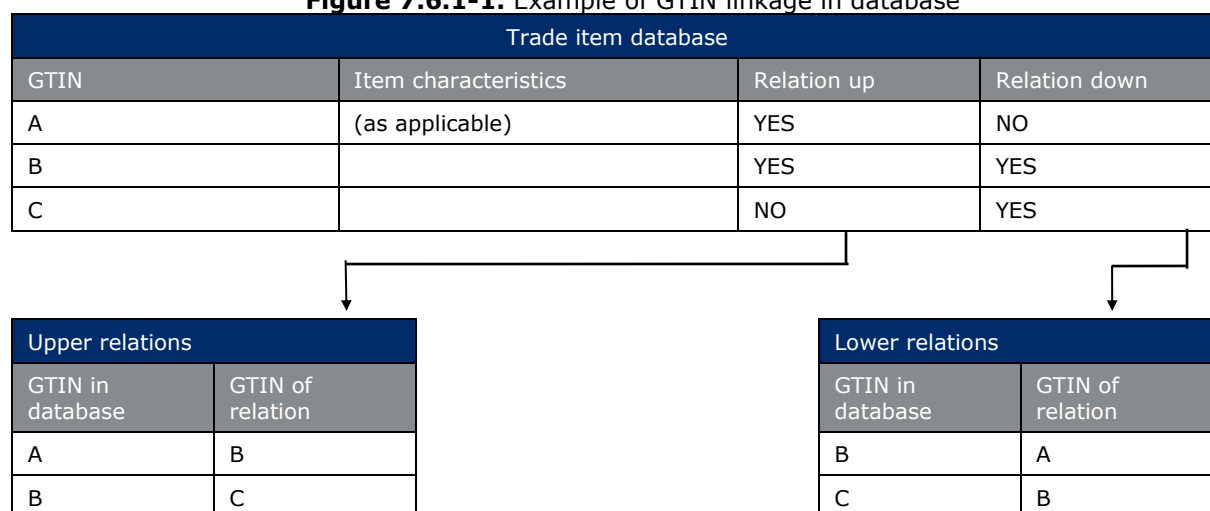 Figure 7.6.1-1. Example of GTIN linkage in database
Trade item database
GTIN Item characteristics Relation up Relation down
A (as applicable) YES NO
B YES YES
C NO YES
Upper relations
GTIN in database GTIN of relation
A B
B C
Lower relations
GTIN in database GTIN of relation
B A
C B